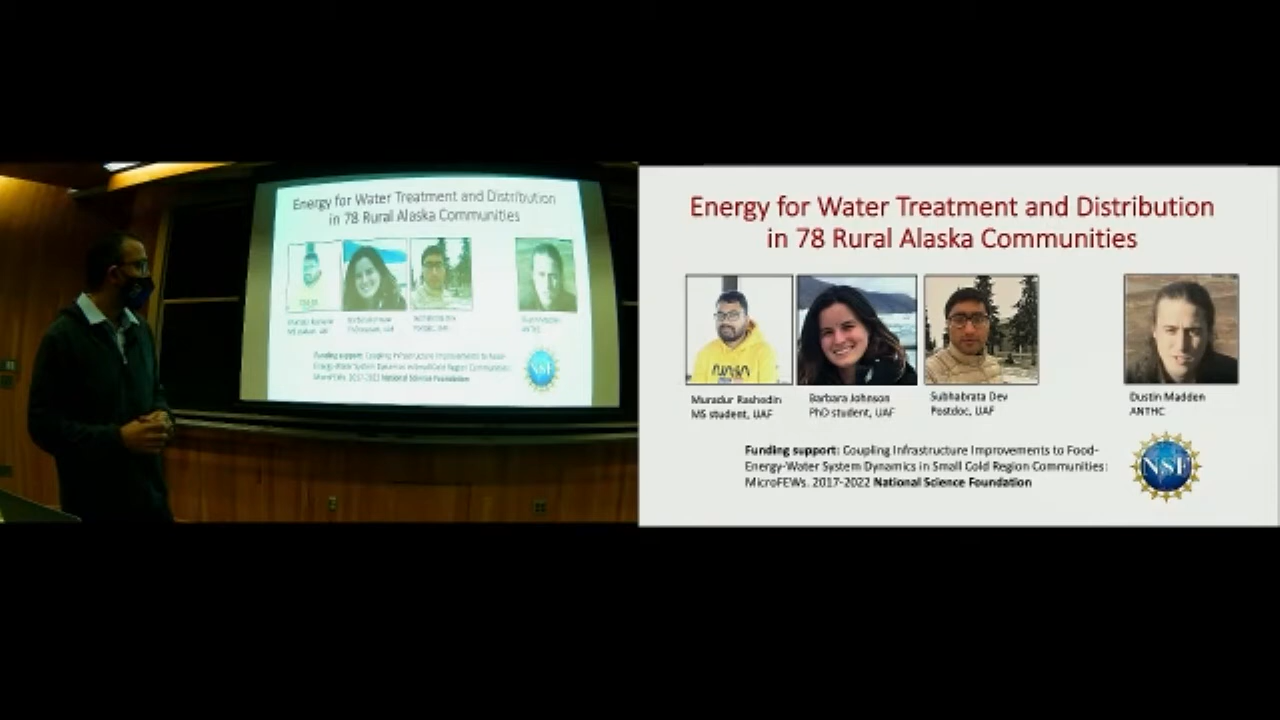 Energy for Water Treatment and Distribution
in 78 Rural Alaska Communities
Energy for Water Treatment and Distribution
in 78 Rural Alaska Communities
Muradur Rashedin
MS student, UAF
Barbara Johnson
PhD student, UAF
Subhabrata Dev
Postdoc, UAF
Dustin Madden
ANTHC
Funding support: Coupling Infrastructure Improvements to Food-
Energy-Water System Dynamics in Small Cold Region Communities:
MicroFEWs. 2017-2022 National Science Foundation
NSF